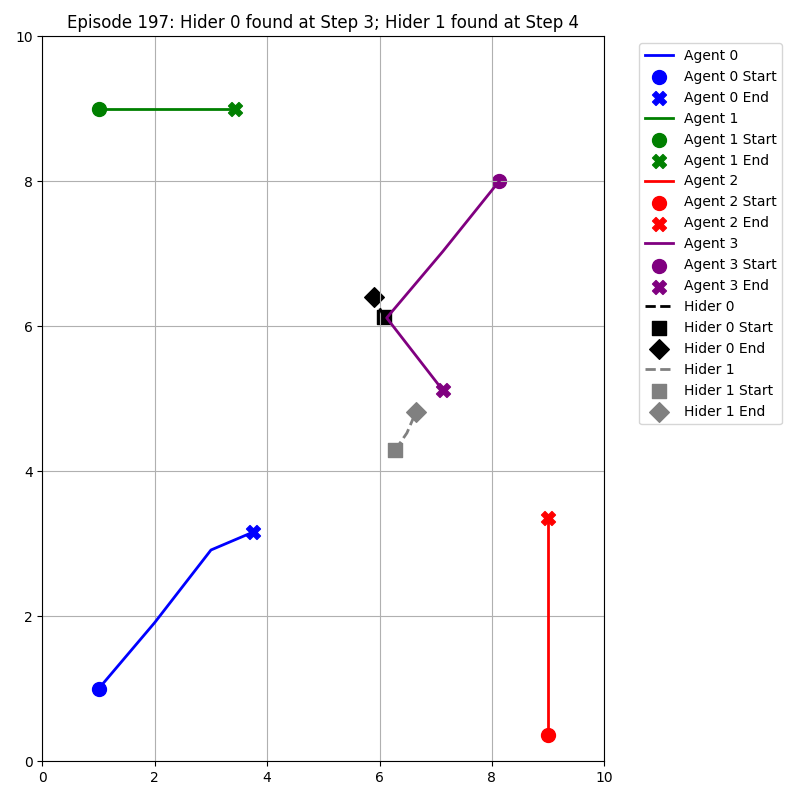 Episode 197: Hider 0 found at Step 3; Hider 1 found at Step 4
10
8
6
4
2
0
0 2 4 6 8 10
Agent 0
Agent 0 Start
Agent 0 End
Agent 1
Agent 1 Start
Agent 1 End
Agent 2
Agent 2 Start
Agent 2 End
Agent 3
Agent 3 Start
Agent 3 End
Hider 0
Hider 0 Start
Hider 0 End
Hider 1
Hider 1 Start
Hider 1 End